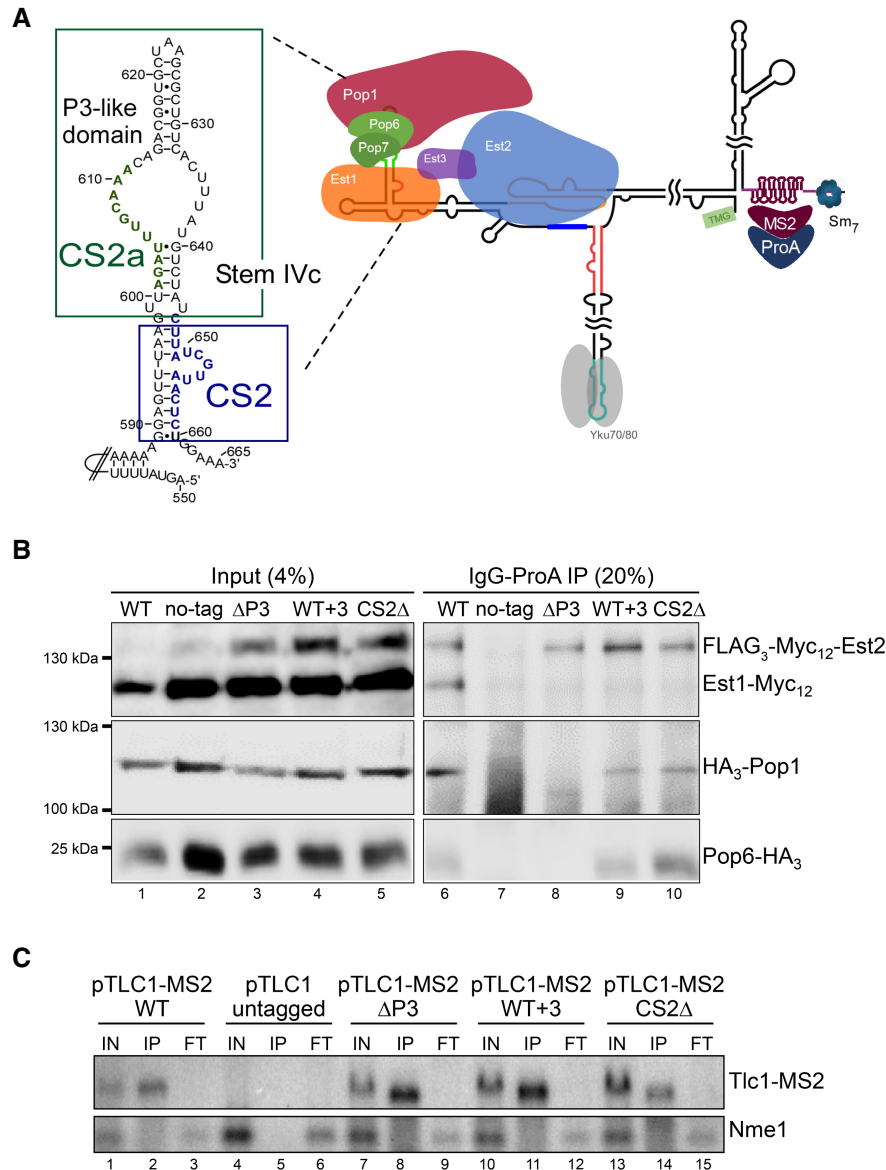 A
P3-like
domain
620
630
610
CS2a
640
Stem IVc
600
650
CS2
590
660
665
AAAA
GGAAA-3'
UUUUAUGA-5'
550
Pop1
Pop6
Pop7
Est3
Est2
Est1
TMG
MS2
ProA
Sm7
Yku70/80
B
Input (4%) IgG-ProA IP (20%)
WT no-tag ΔP3 WT+3 CS2Δ WT no-tag ΔP3 WT+3 CS2Δ
FLAG3-Myc12-Est2
130 kDa
Est1-Myc12
130 kDa
HA3-Pop1
100 kDa
25 kDa
Pop6-HA3
1 2 3 4 5 6 7 8 9 10
C
pTLC1-MS2 pTLC1 pTLC1-MS2 pTLC1-MS2 pTLC1-MS2
WT untagged ΔP3 WT+3 CS2Δ
IN IP FT IN IP FT IN IP FT IN IP FT IN IP FT
Tlc1-MS2
Nme1
1 2 3 4 5 6 7 8 9 10 11 12 13 14 15